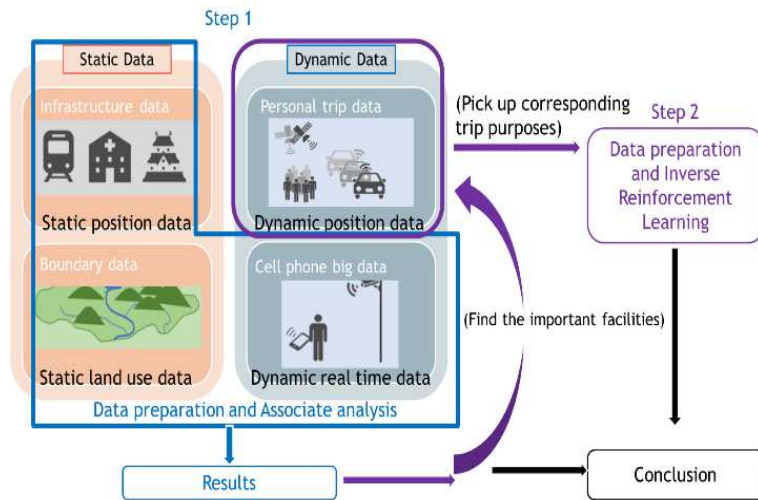 Step 1
Static Data
Dynamic Data
Infrastructure data
Personal trip data
(Pick up corresponding
trip purposes)
Step 2
Data preparation
and Inverse
Reinforcement
Learning
Static position data
Dynamic position data
Boundary data
Cell phone big data
(Find the important facilities)
Static land use data
Dynamic real time data
Data preparation and Associate analysis
Results
Conclusion